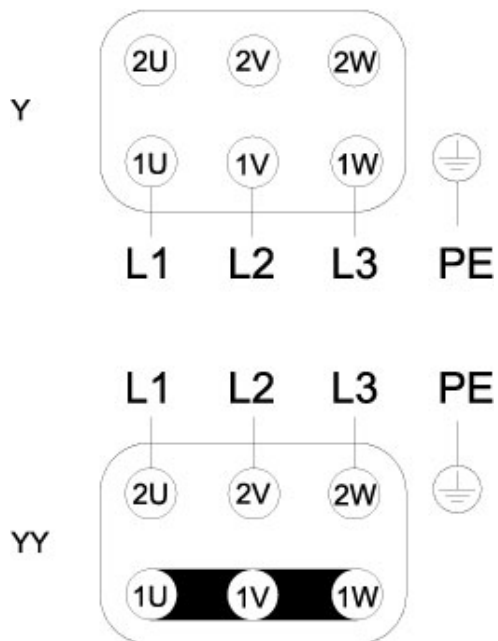 2U 2V 2W
Y
1U 1V 1W
L1 L2 L3 PE
L1 L2 L3 PE
2U 2V 2W
YY
1U 1V 1W